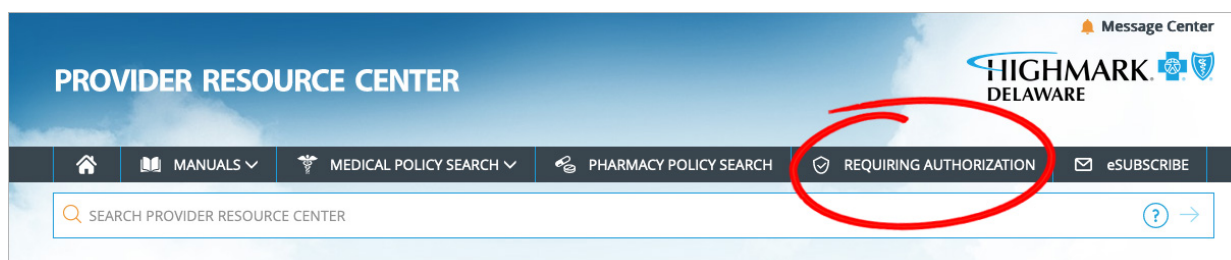 Message Center
PROVIDER RESOURCE CENTER
HIGHMARK
DELAWARE
MANUALS MEDICAL POLICY SEARCH PHARMACY POLICY SEARCH REQUIRING AUTHORIZATION eSUBSCRIBE
SEARCH PROVIDER RESOURCE CENTER ?